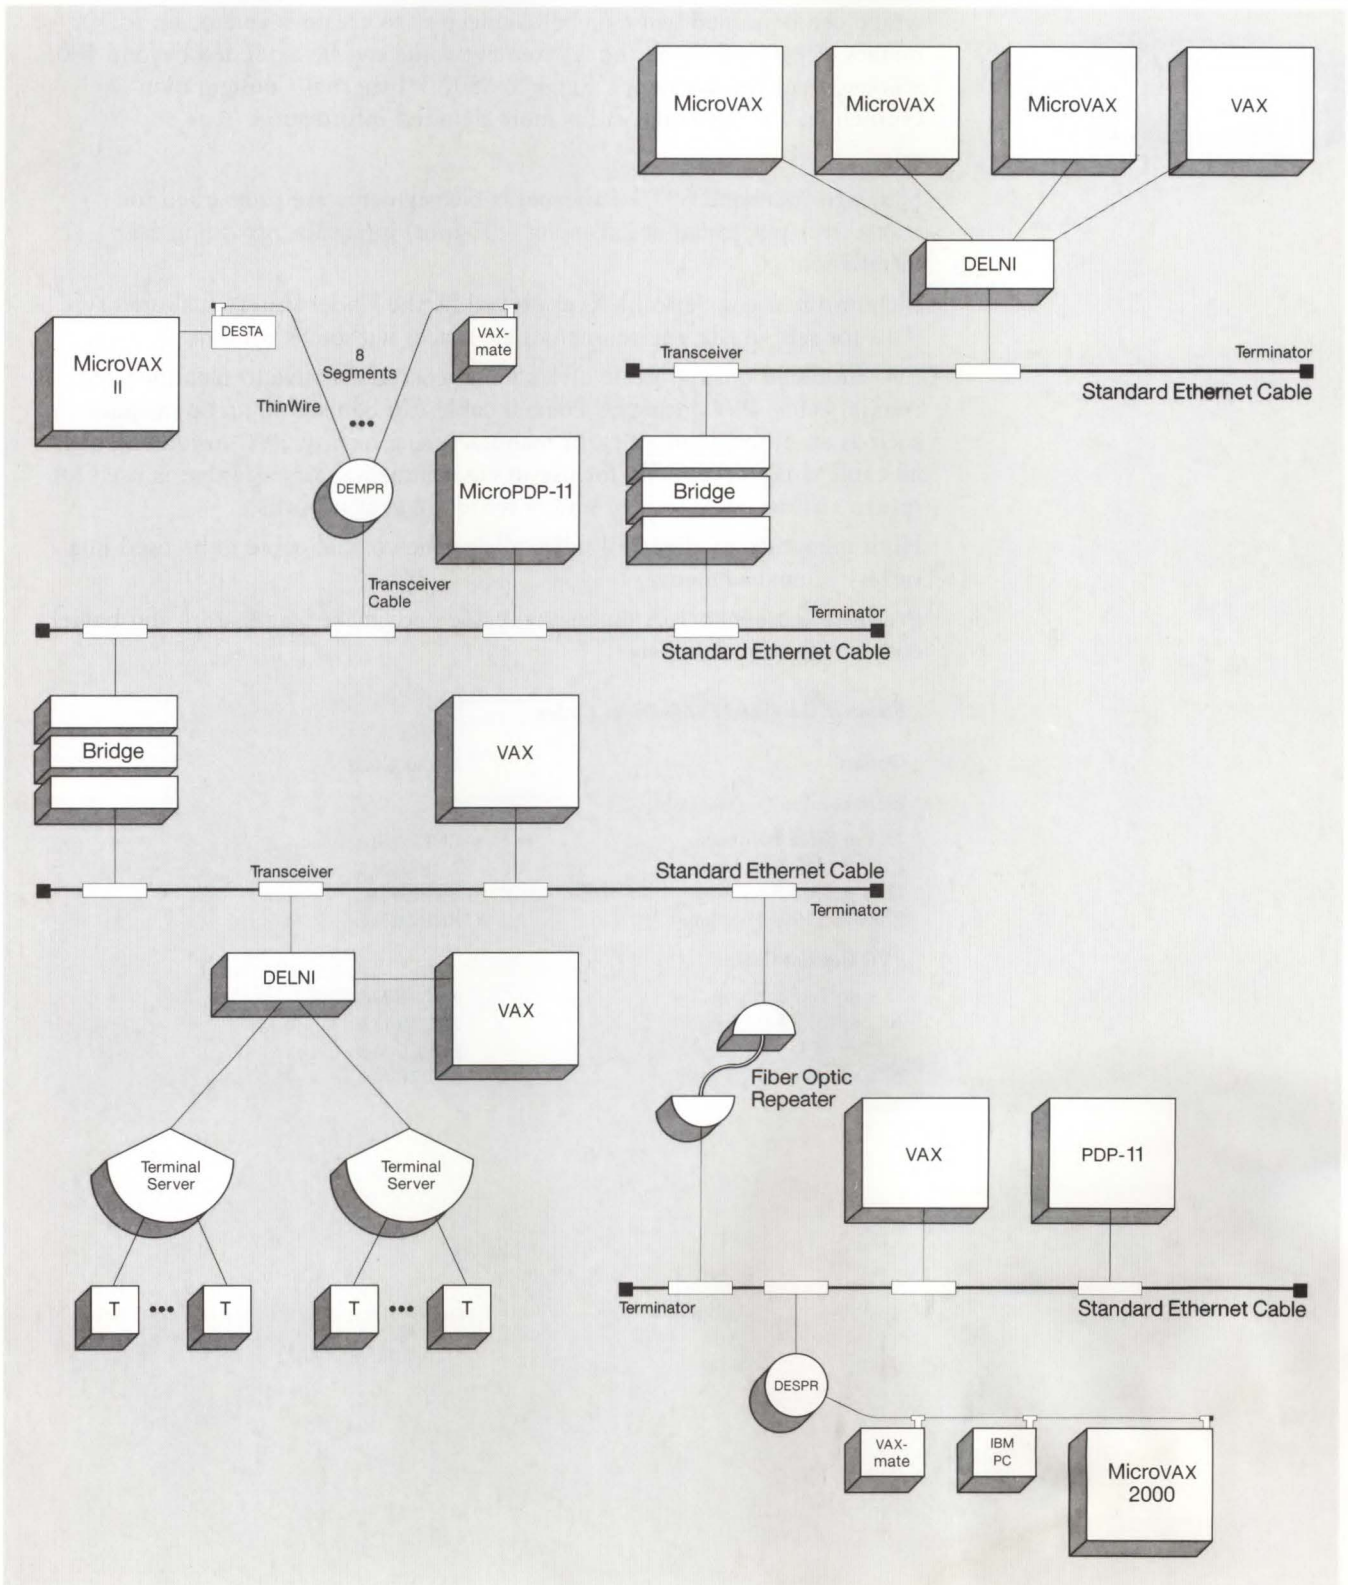 MicroVAX
MicroVAX
MicroVAX
VAX
DELNI
Transceiver
Terminator
Standard Ethernet Cable
MicroVAX
II
DESTA
8
Segments
VAX-
mate
ThinWire
•••
DEMPR
MicroPDP-11
Bridge
Transceiver
Cable
Terminator
Standard Ethernet Cable
Bridge
VAX
Transceiver
Standard Ethernet Cable
Terminator
DELNI
VAX
Fiber Optic
Repeater
Terminal
Server
Terminal
Server
VAX
PDP-11
T ••• T
T ••• T
Terminator
Standard Ethernet Cable
DESPR
VAX-
mate
IBM
PC
MicroVAX
2000